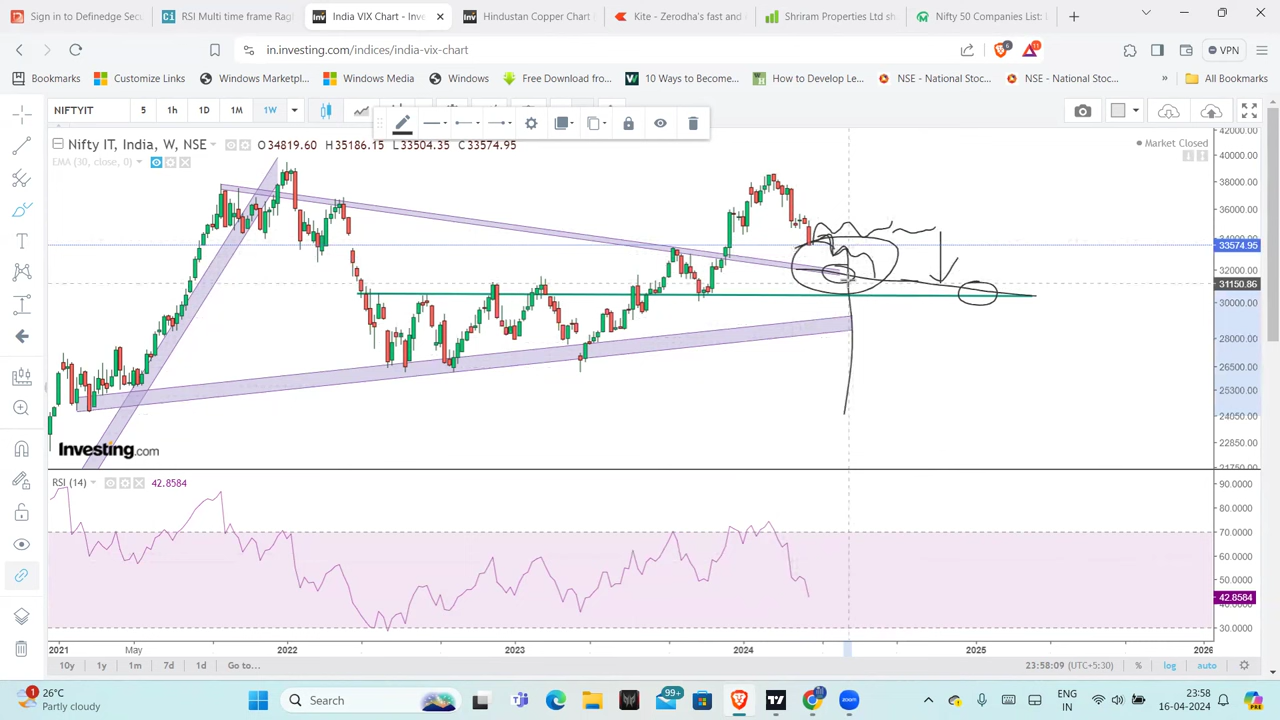 Sign in to Definedge Secu
RSI Multi time frame Rag
India VIX Chart - Inve
Hindustan Copper Chart
Kite - Zerodha's fast and
Shriram Properties Ltd sh
Nifty 50 Companies List:
in.investing.com/indices/india-vix-chart
VPN
Bookmarks
Customize Links
Windows Marketpl...
Windows Media
Windows
Free Download fro...
10 Ways to Become...
How to Develop Le...
NSE - National Stoc...
NSE - National Stoc...
All Bookmarks
NIFTYIT 5 1h 1D 1M 1W
Nifty IT, India, W, NSE O34819.60 H35186.15 L33504.35 C33574.95
Market Closed
EMA (30, close, 0)
42000.00
40000.00
38000.00
36000.00
33574.95
32000.00
31150.86
30000.00
28000.00
26500.00
25300.00
24050.00
22850.00
21750.00
Investing.com
RSI (14) 42.8584
90.0000
70.0000
60.0000
50.0000
42.8584
30.0000
2021 May 2022 2023 2024 2025 2026
10y 1y 1m 7d 1d Go to... 23:58:09 (UTC+5:30) % log auto
1
26°C
Partly cloudy
Search
99+
ENG
IN
23:58
16-04-2024